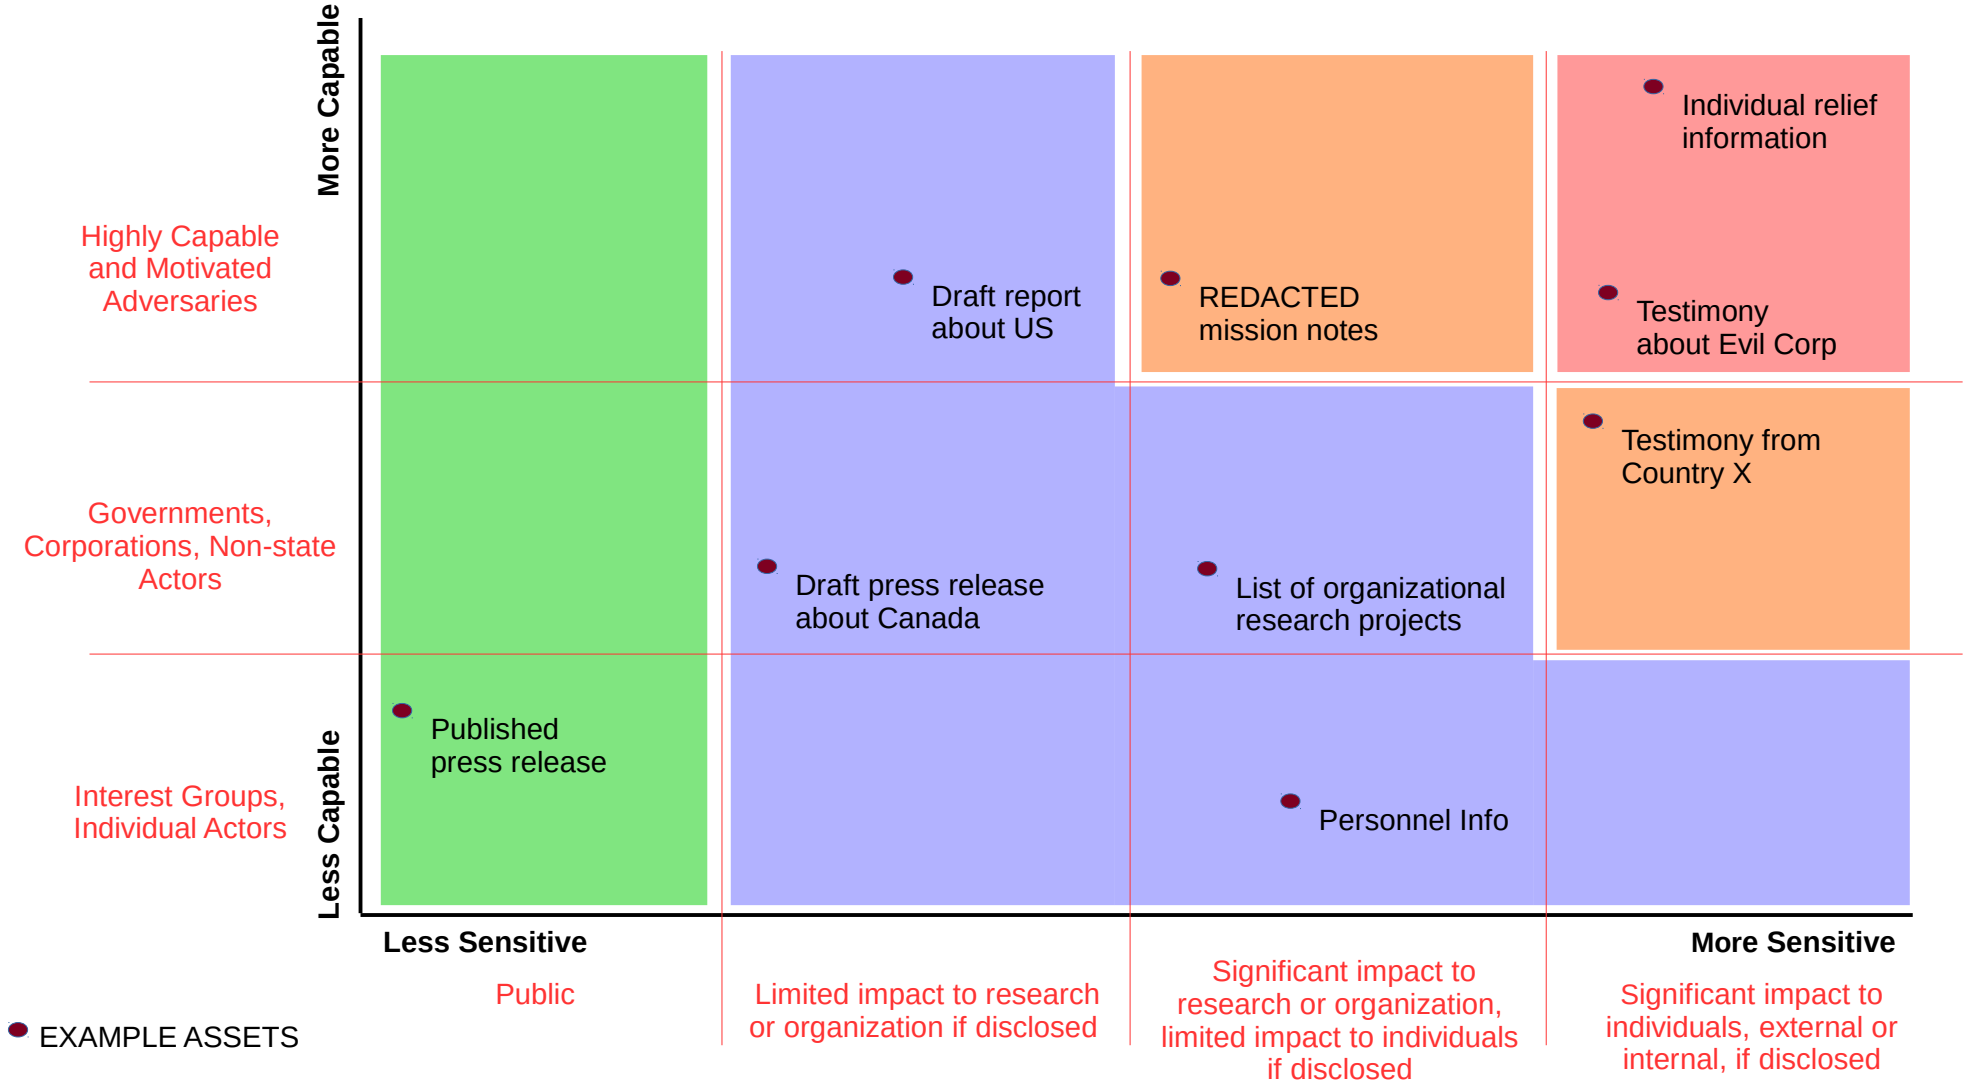 More Capable
Individual relief
information
Highly Capable
and Motivated
Adversaries
Draft report
about US
REDACTED
mission notes
Testimony
about Evil Corp
Testimony from
Country X
Governments,
Corporations, Non-state
Actors
Draft press release
about Canada
List of organizational
research projects
Published
press release
Interest Groups,
Individual Actors
Less Capable
Personnel Info
Less Sensitive
More Sensitive
Public
Limited impact to research
or organization if disclosed
Significant impact to
research or organization,
limited impact to individuals
if disclosed
Significant impact to
individuals, external or
internal, if disclosed
EXAMPLE ASSETS